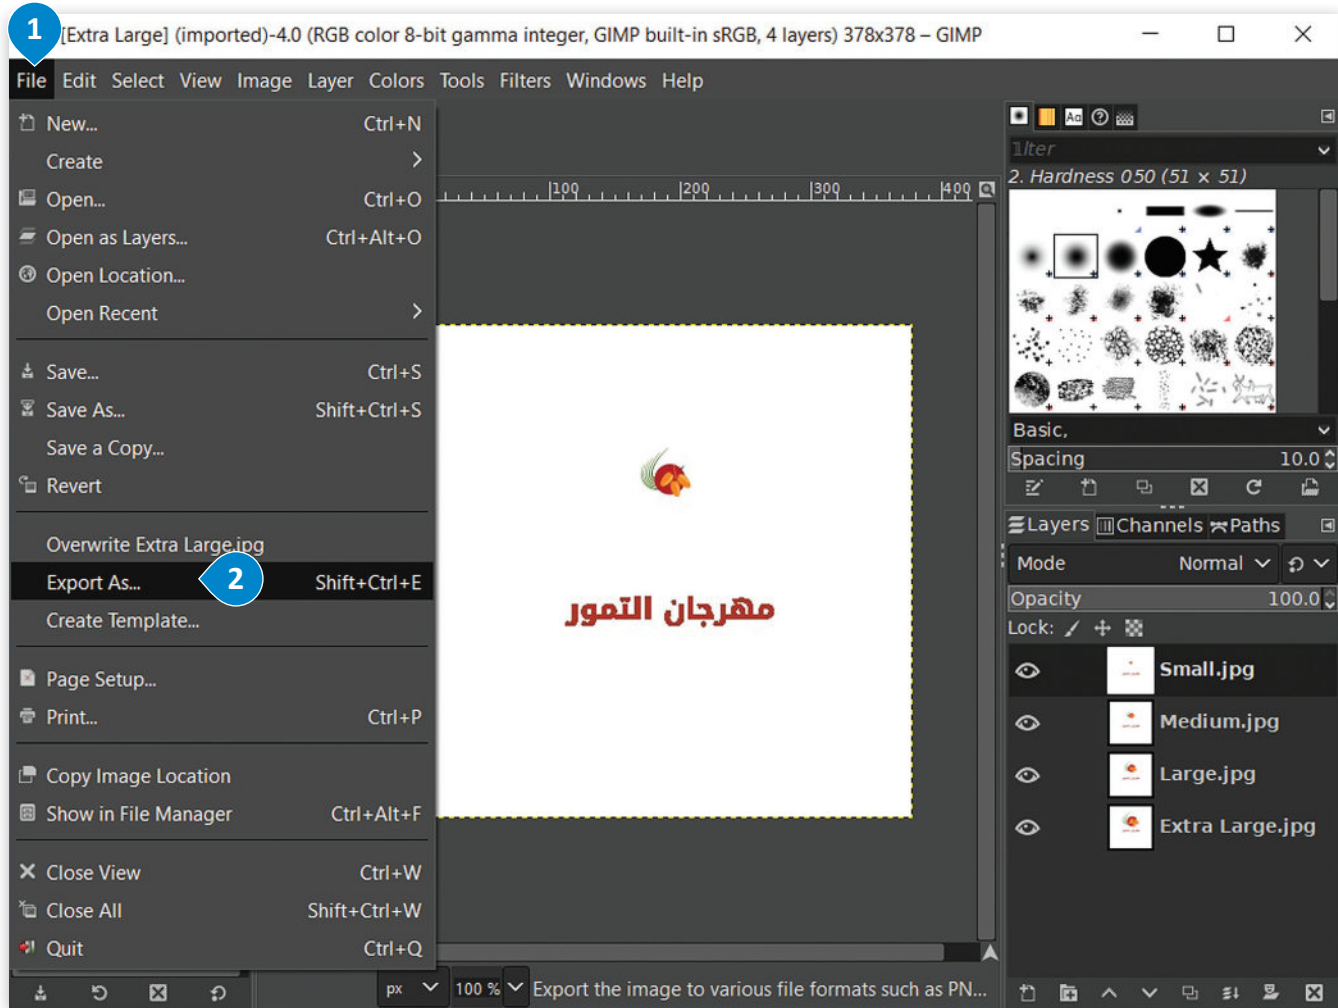 1
[Extra Large] (imported)-4.0 (RGB color 8-bit gamma integer, GIMP built-in sRGB, 4 layers) 378x378 – GIMP
File Edit Select View Image Layer Colors Tools Filters Windows Help
New... Ctrl+N
Create
Open... Ctrl+O
Open as Layers... Ctrl+Alt+O
Open Location...
Open Recent
Save... Ctrl+S
Save As... Shift+Ctrl+S
Save a Copy...
Revert
Overwrite Extra Large.jpg
Export As... 2 Shift+Ctrl+E
Create Template...
Page Setup...
Print... Ctrl+P
Copy Image Location
Show in File Manager Ctrl+Alt+F
Close View Ctrl+W
Close All Shift+Ctrl+W
Quit Ctrl+Q
100 200 300 400
مهرجان التمور
px 100 % Export the image to various file formats such as PN...
Aa
lter
2. Hardness 050 (51 × 51)
Basic,
Spacing 10.0
Layers Channels Paths
Mode Normal
Opacity 100.0
Lock:
Small.jpg
Medium.jpg
Large.jpg
Extra Large.jpg